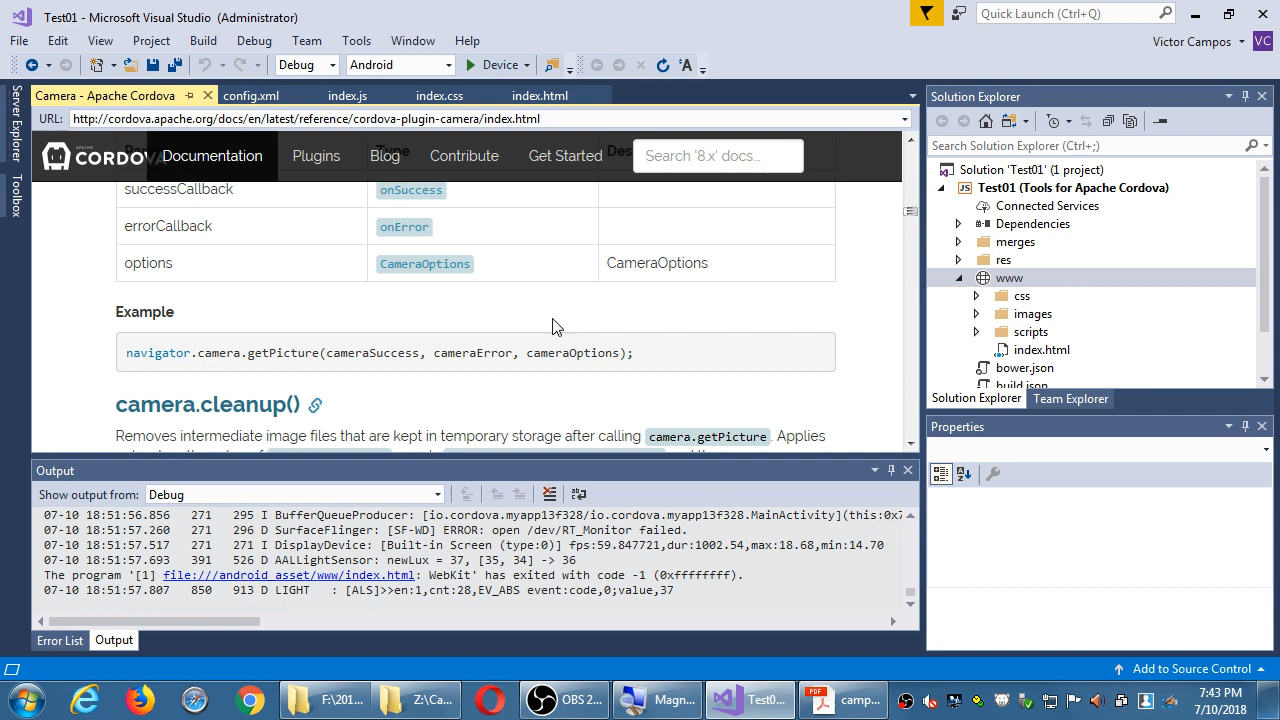 Test01 - Microsoft Visual Studio (Administrator)
Quick Launch (Ctrl+Q)
File Edit View Project Build Debug Team Tools Window Help
Victor Campos VC
Debug Android Device
Server Explorer
Toolbox
Camera - Apache Cordova config.xml index.js index.css index.html
URL: http://cordova.apache.org/docs/en/latest/reference/cordova-plugin-camera/index.html
APACHE CORDOVA Documentation Plugins Blog Contribute Get Started Search '8.x' docs...
successCallback onSuccess
errorCallback onError
options CameraOptions CameraOptions
Example
navigator.camera.getPicture(cameraSuccess, cameraError, cameraOptions);
camera.cleanup()
Removes intermediate image files that are kept in temporary storage after calling camera.getPicture. Applies
Output
Show output from: Debug
07-10 18:51:56.856 271 295 I BufferQueueProducer: [io.cordova.myapp13f328/io.cordova.myapp13f328.MainActivity](this:0x7
07-10 18:51:57.508 271 296 D SurfaceFlinger: [SF-WD] ERROR: open /dev/RT_Monitor failed.
07-10 18:51:57.517 271 271 I DisplayDevice: [Built-in Screen (type:0)] fps:59.847721,dur:1002.54,max:18.68,min:14.70
07-10 18:51:57.693 391 526 D AALLightSensor: newLux = 37, [35, 34] -> 36
The program '[1] file:///android_asset/www/index.html: WebKit' has exited with code -1 (0xffffffff).
07-10 18:51:57.807 850 913 D LIGHT : [ALS]>>en:1,cnt:28,EV_ABS event:code,0;value,37
Error List Output
Solution Explorer
Search Solution Explorer (Ctrl+;)
Solution 'Test01' (1 project)
JS Test01 (Tools for Apache Cordova)
Connected Services
Dependencies
merges
res
www
css
images
scripts
index.html
bower.json
build.json
Solution Explorer Team Explorer
Properties
Add to Source Control
F:\201... Z:\Ca... OBS 2... Magn... Test0... PDF camp...
7:43 PM
7/10/2018